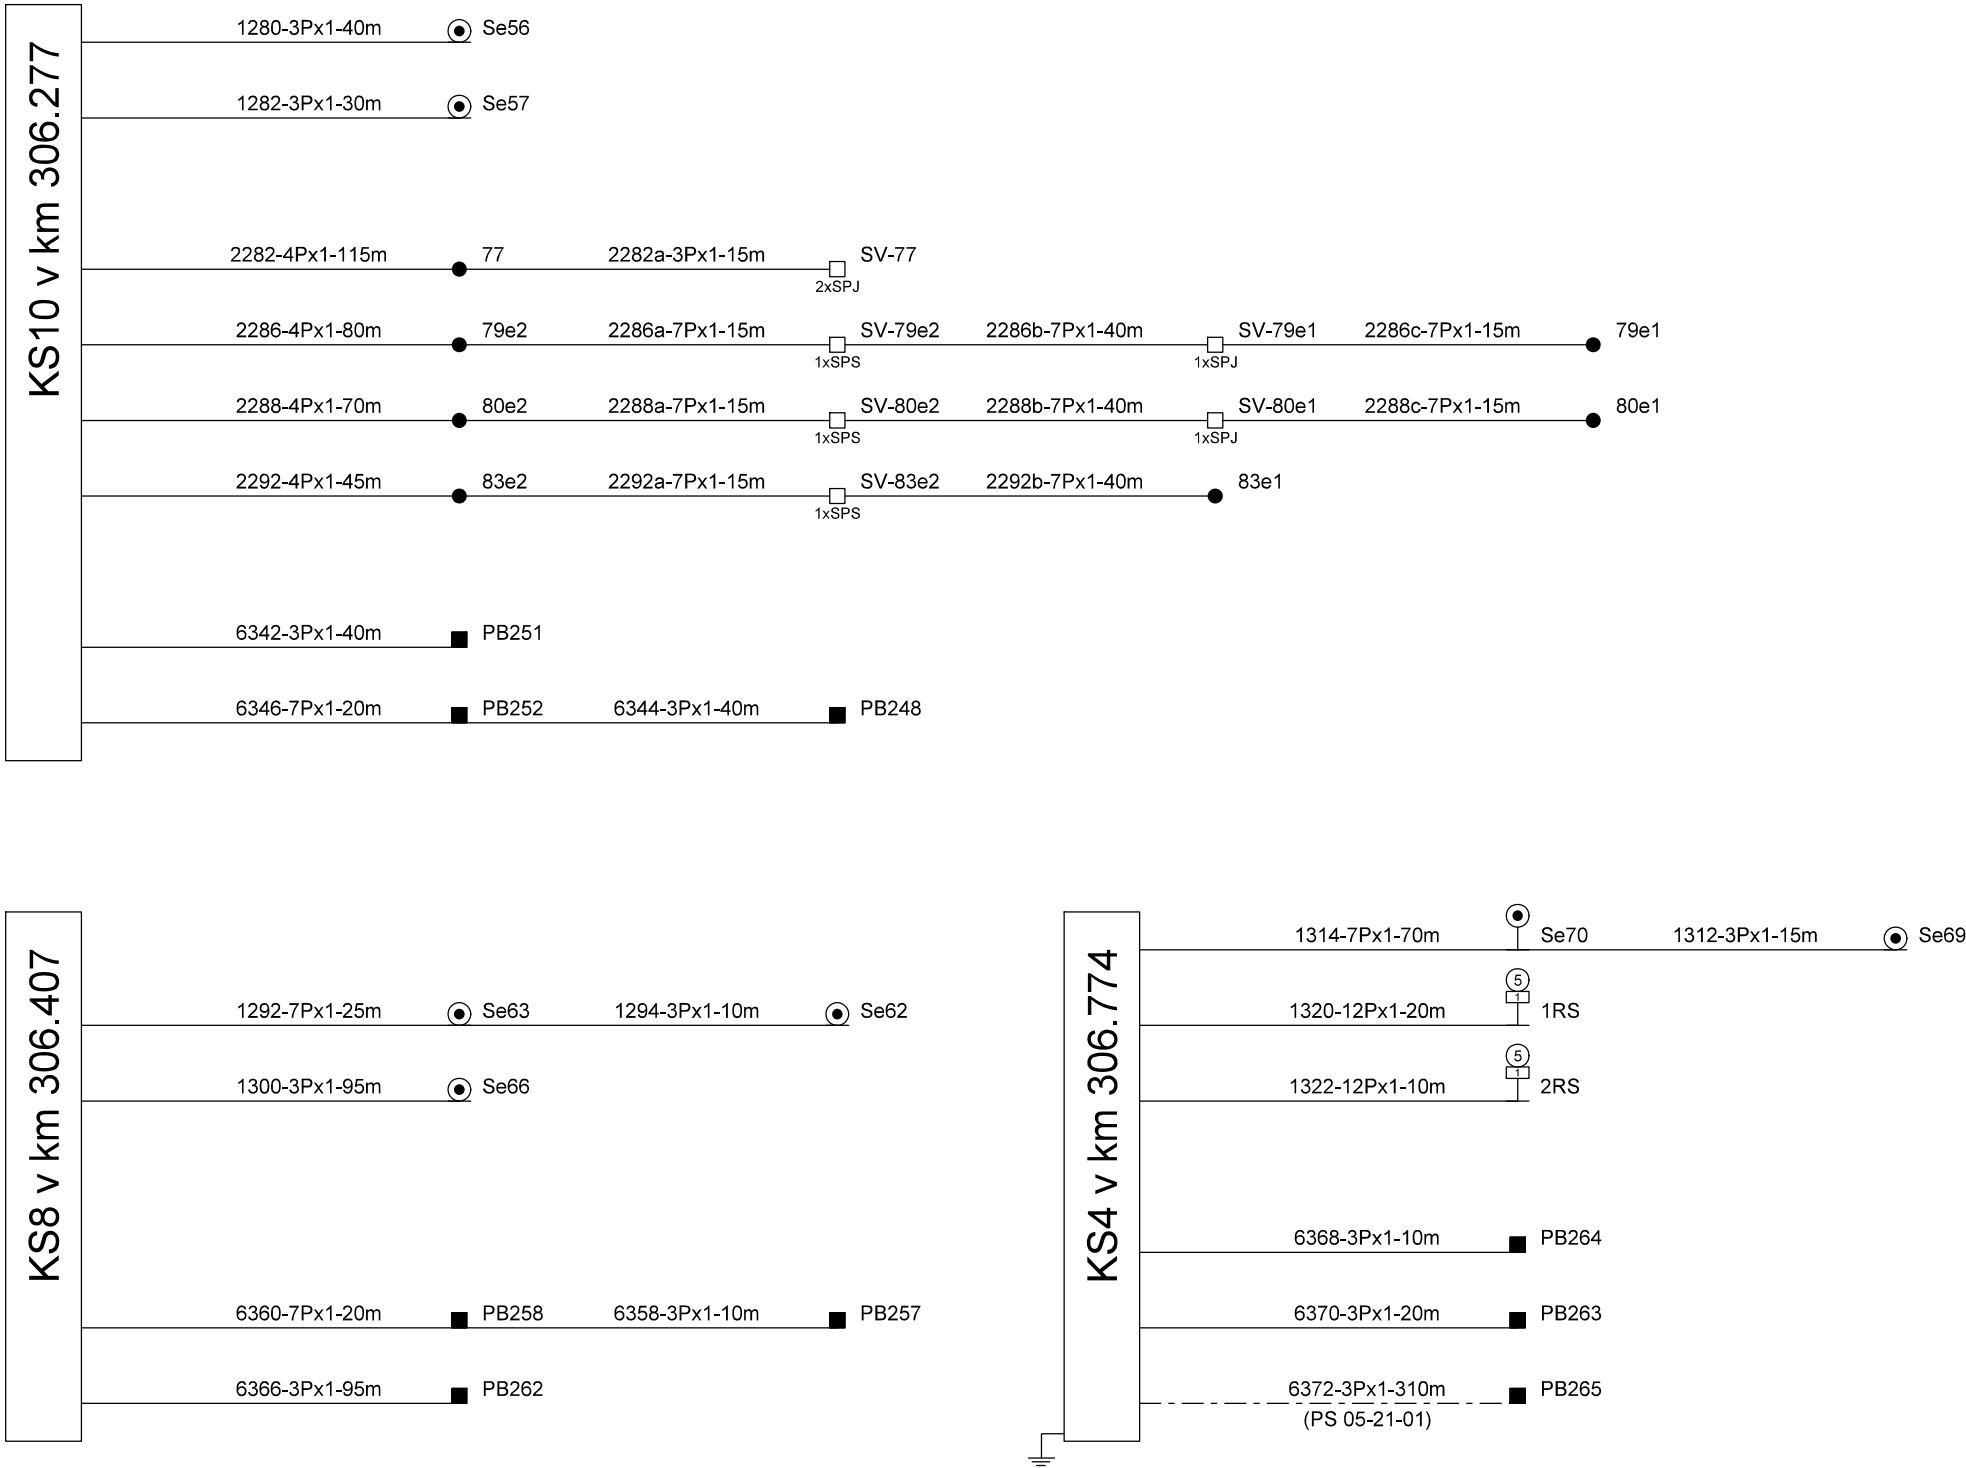 KS10 v km 306.277
1280-3Px1-40m Se56
1282-3Px1-30m Se57
2282-4Px1-115m 77 2282a-3Px1-15m SV-77
2xSPJ
2286-4Px1-80m 79e2 2286a-7Px1-15m SV-79e2 2286b-7Px1-40m SV-79e1 2286c-7Px1-15m 79e1
1xSPS 1xSPJ
2288-4Px1-70m 80e2 2288a-7Px1-15m SV-80e2 2288b-7Px1-40m SV-80e1 2288c-7Px1-15m 80e1
1xSPS 1xSPJ
2292-4Px1-45m 83e2 2292a-7Px1-15m SV-83e2 2292b-7Px1-40m 83e1
1xSPS
6342-3Px1-40m PB251
6346-7Px1-20m PB252 6344-3Px1-40m PB248
KS8 v km 306.407
1292-7Px1-25m Se63 1294-3Px1-10m Se62
1300-3Px1-95m Se66
6360-7Px1-20m PB258 6358-3Px1-10m PB257
6366-3Px1-95m PB262
KS4 v km 306.774
1314-7Px1-70m Se70 1312-3Px1-15m Se69
5
1
1320-12Px1-20m 1RS
5
1
1322-12Px1-10m 2RS
6368-3Px1-10m PB264
6370-3Px1-20m PB263
6372-3Px1-310m PB265
(PS 05-21-01)